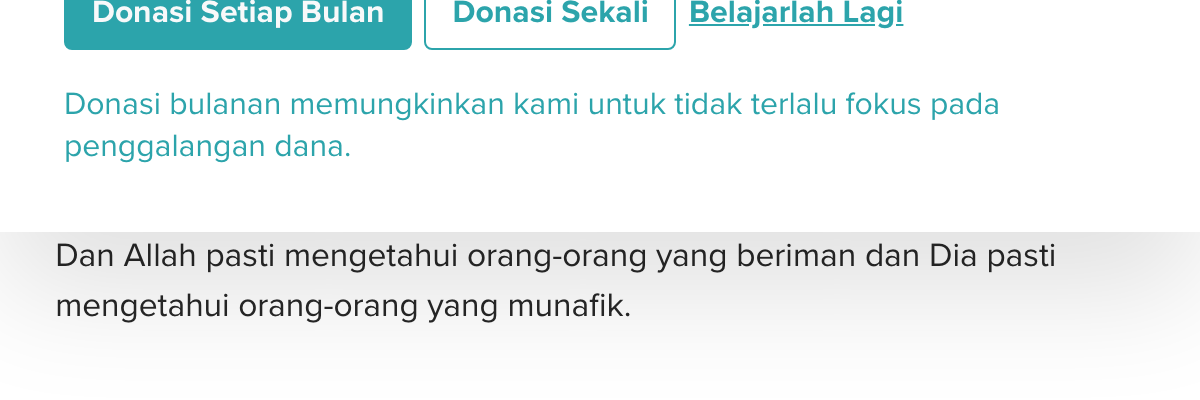 Donasi Setiap Bulan Donasi Sekali Belajarlah Lagi
Donasi bulanan memungkinkan kami untuk tidak terlalu fokus pada
penggalangan dana.
Dan Allah pasti mengetahui orang-orang yang beriman dan Dia pasti
mengetahui orang-orang yang munafik.